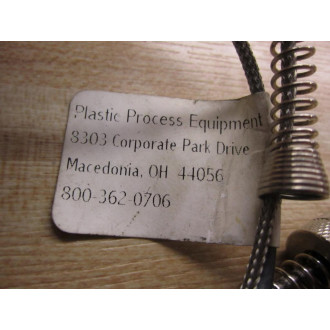 Plastic Process Equipment
8303 Corporate Park Drive
Macedonia, OH 44056
800-362-0706